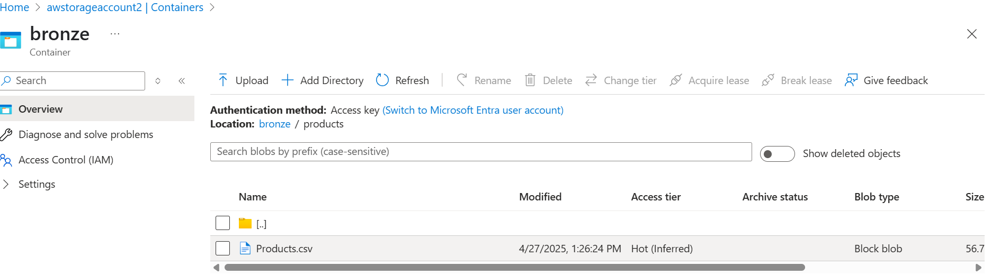 Home > awstorageaccount2 | Containers >
bronze ...
Container
Search
Upload Add Directory Refresh Rename Delete Change tier Acquire lease Break lease Give feedback
Overview
Diagnose and solve problems
Access Control (IAM)
Settings
Authentication method: Access key (Switch to Microsoft Entra user account)
Location: bronze / products
Search blobs by prefix (case-sensitive)
Show deleted objects
Name Modified Access tier Archive status Blob type Size
[..]
Products.csv 4/27/2025, 1:26:24 PM Hot (Inferred) Block blob 56.7